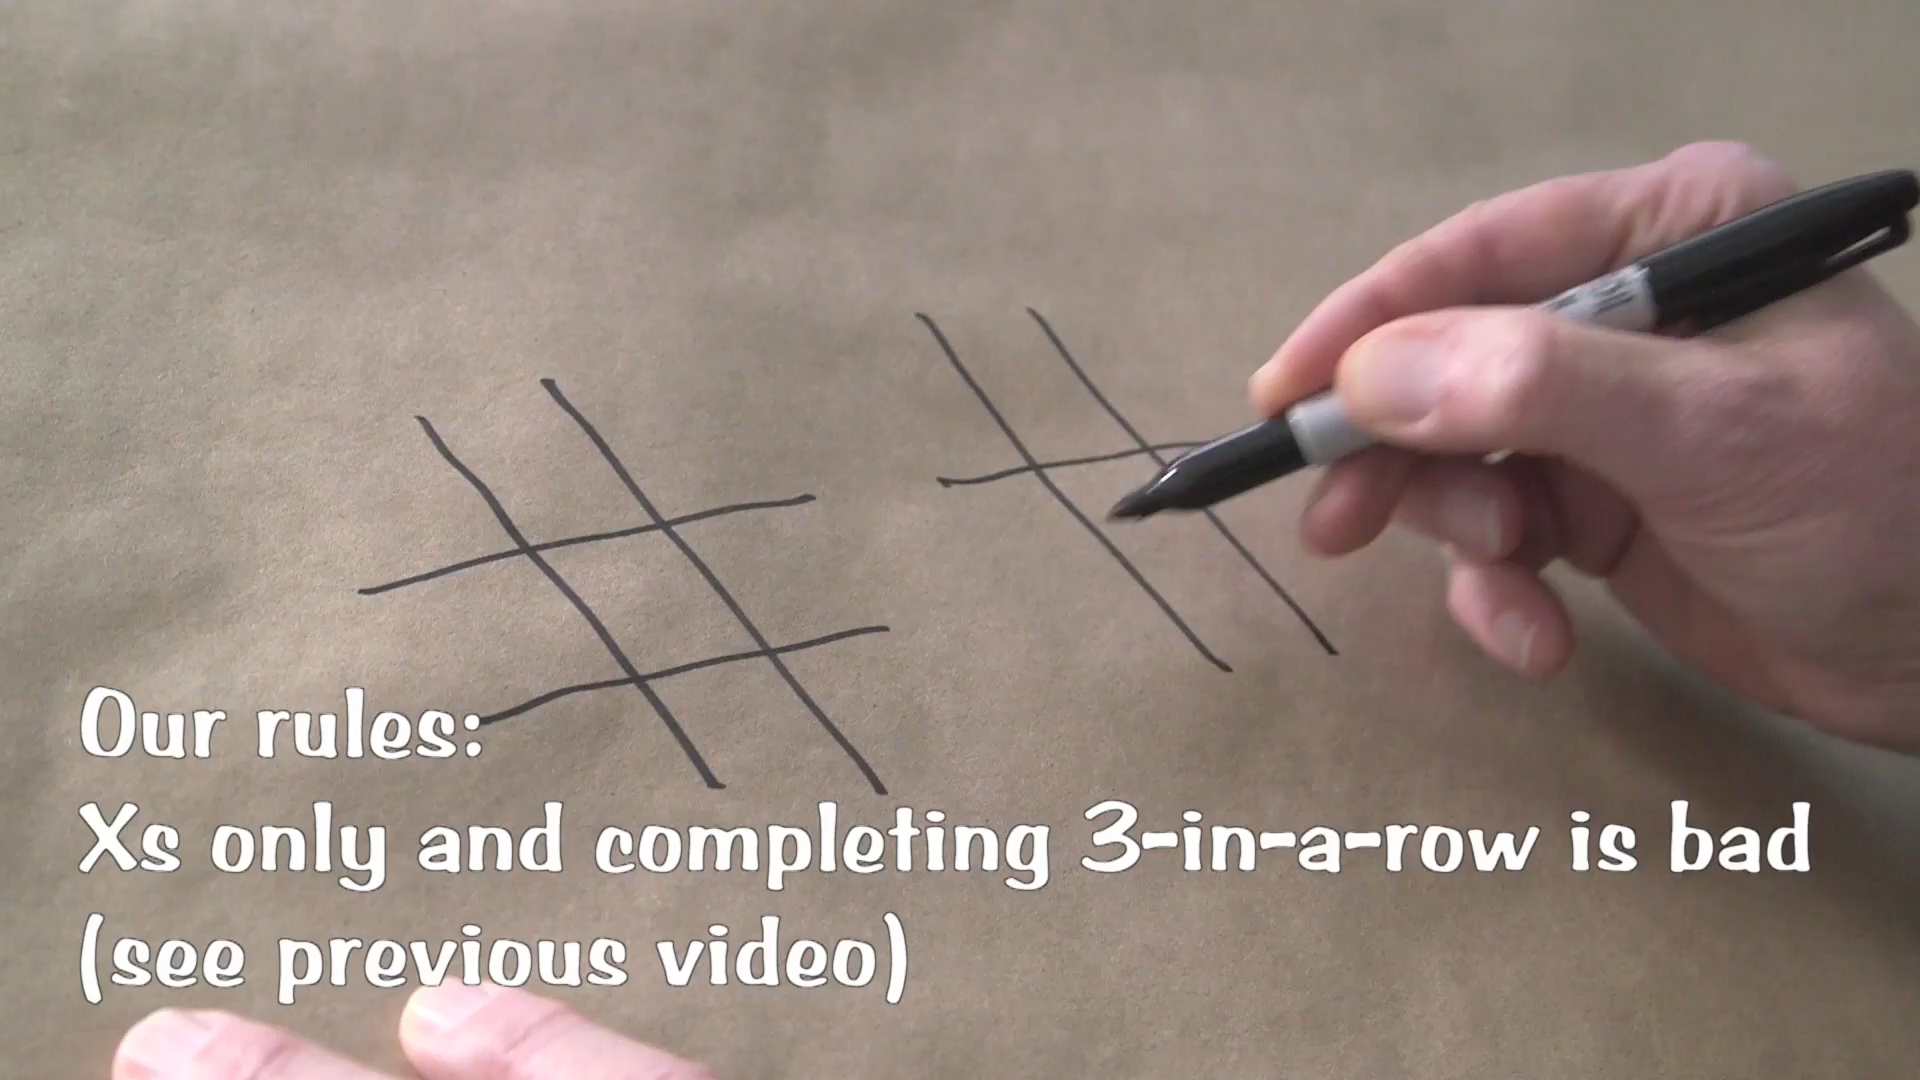 Our rules:
Xs only and completing 3-in-a-row is bad
(see previous video)